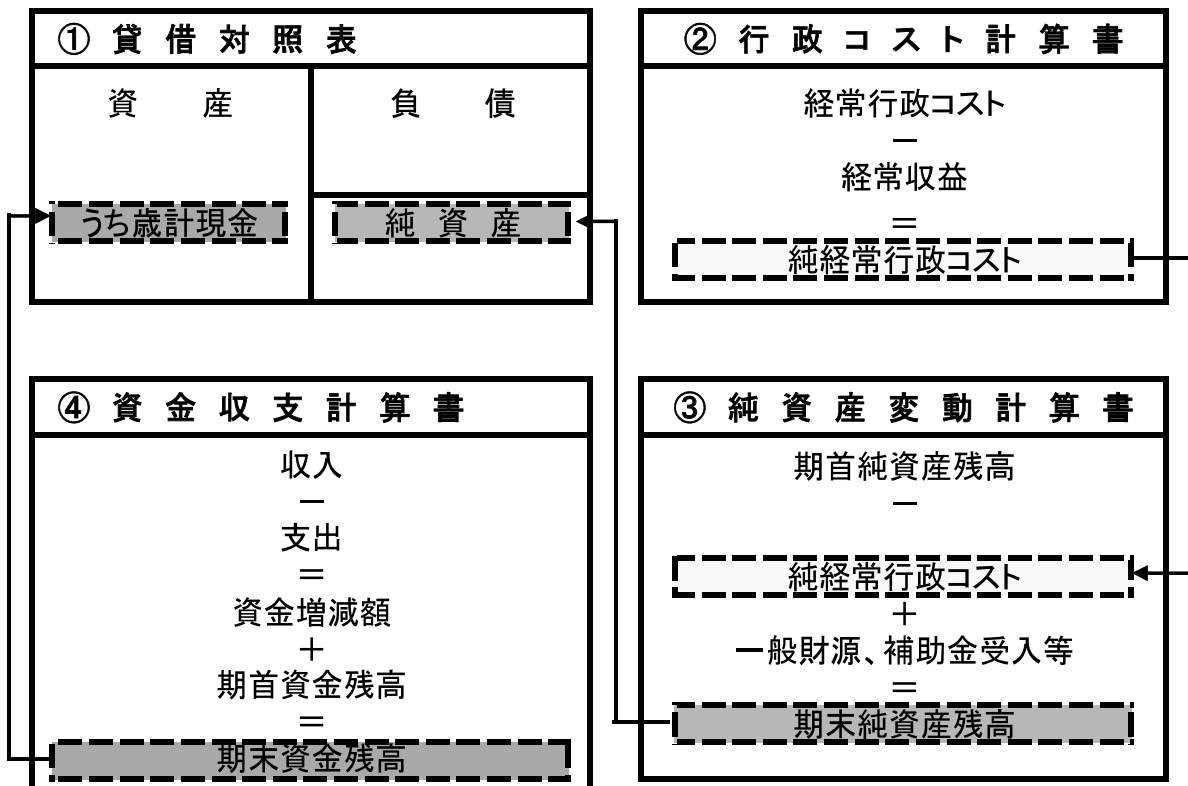 ① 貸借対照表
資産
負債
うち歳計現金
純資産
② 行政コスト計算書
経常行政コスト
－
経常収益
＝
純経常行政コスト
④ 資金収支計算書
収入
－
支出
＝
資金増減額
＋
期首資金残高
＝
期末資金残高
③ 純資産変動計算書
期首純資産残高
－
純経常行政コスト
＋
一般財源、補助金受入等
＝
期末純資産残高